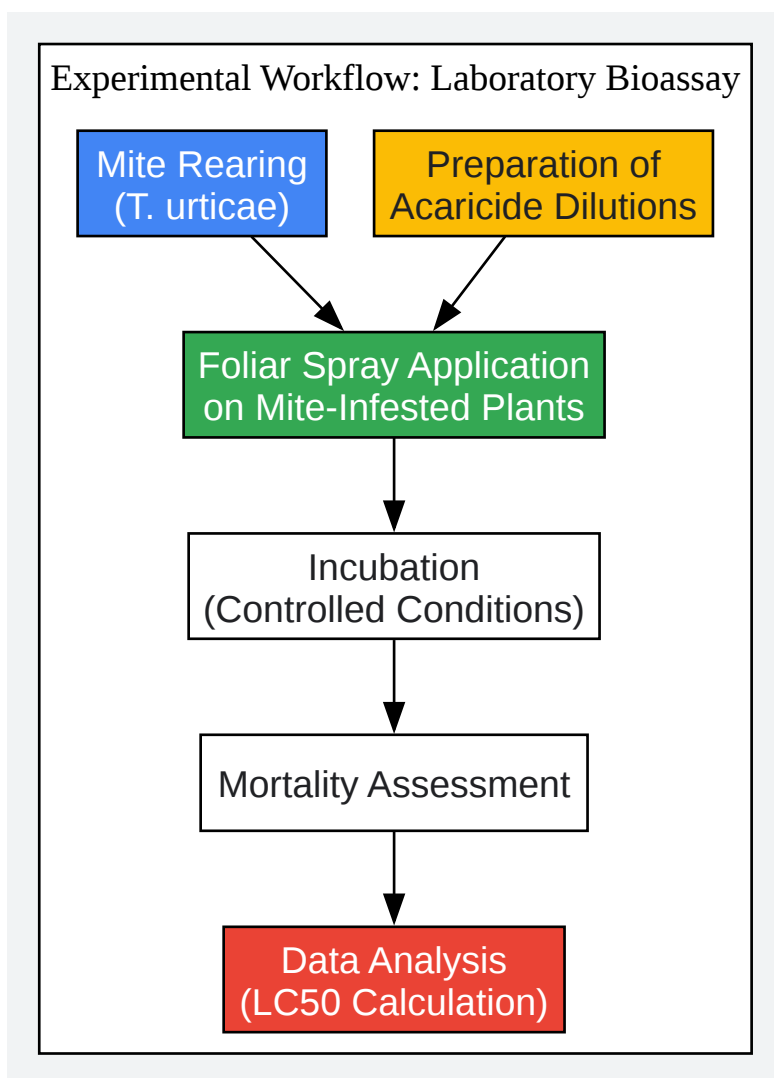 Experimental Workflow: Laboratory Bioassay
Mite Rearing
(T. urticae)
Preparation of
Acaricide Dilutions
Foliar Spray Application
on Mite-Infested Plants
Incubation
(Controlled Conditions)
Mortality Assessment
Data Analysis
(LC50 Calculation)